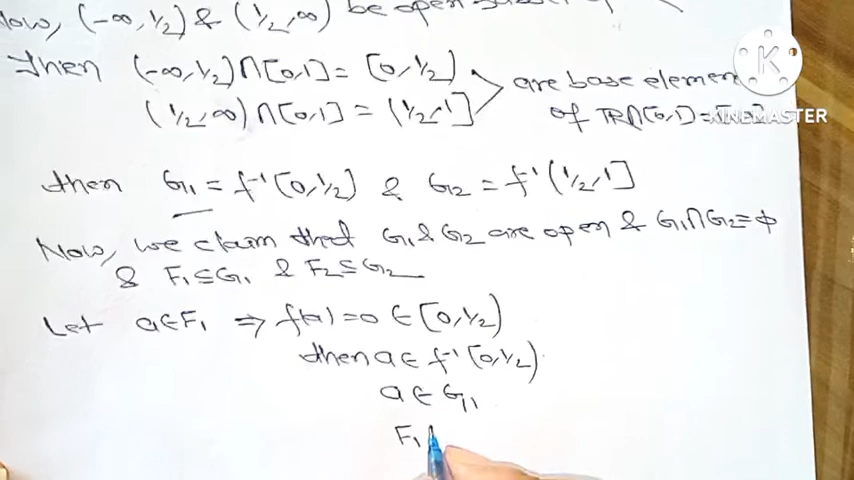 Now, (-∞, 1/2) & (1/2, ∞) be open
Then (-∞, 1/2) ∩ [0,1] = [0, 1/2)
(1/2, ∞) ∩ [0,1] = (1/2, 1]
are base elemen
of ℝ∩[0,1]=
KINEMASTER
then G1 = f⁻¹[0, 1/2) & G2 = f⁻¹(1/2, 1]
Now, we claim that G1 & G2 are open & G1∩G2=ϕ
& F1⊆G1 & F2⊆G2
Let a∈F1 ⇒ f(a)=0 ∈ [0, 1/2)
then a∈ f⁻¹[0, 1/2)
a ∈ G1
F1